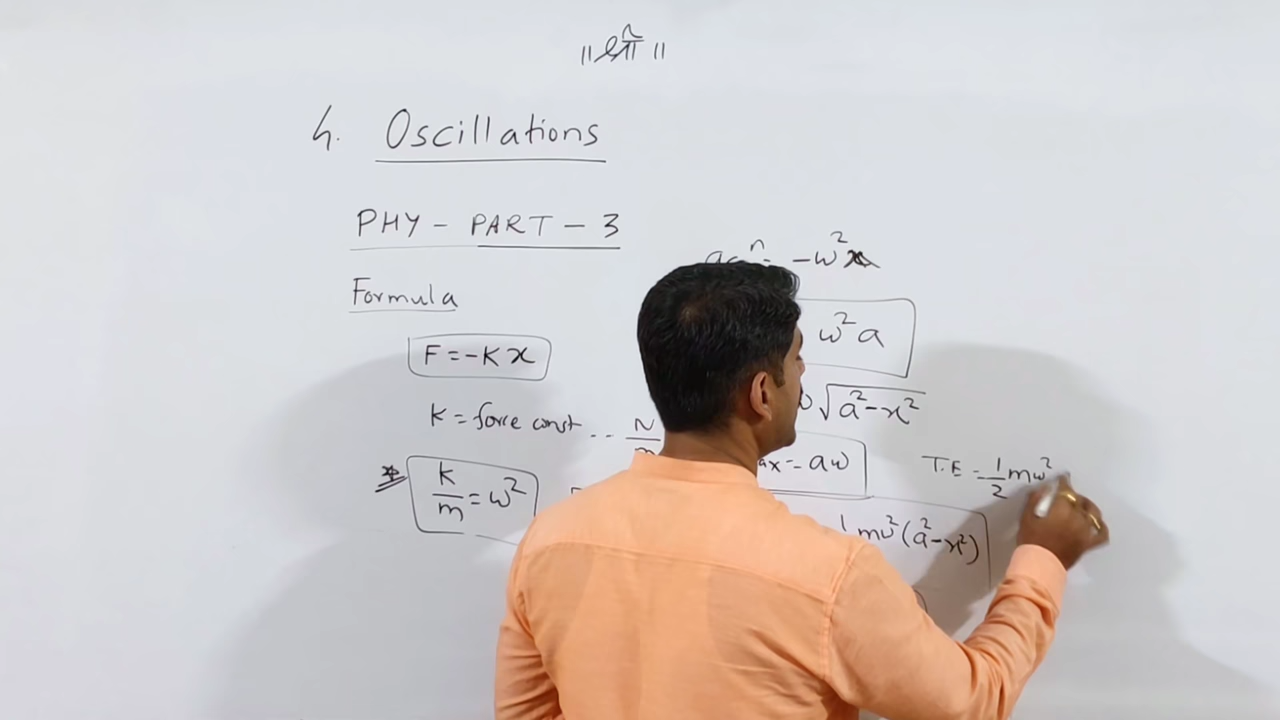 4. Oscillations
PHY - PART - 3
Formula
F = -Kx
K = force const .. N/m
* k/m = ω²
= -ω²x
ω²a
√a²-x²
ax = aω
T.E = 1/2 mω²
1 mω²(a²-x²)